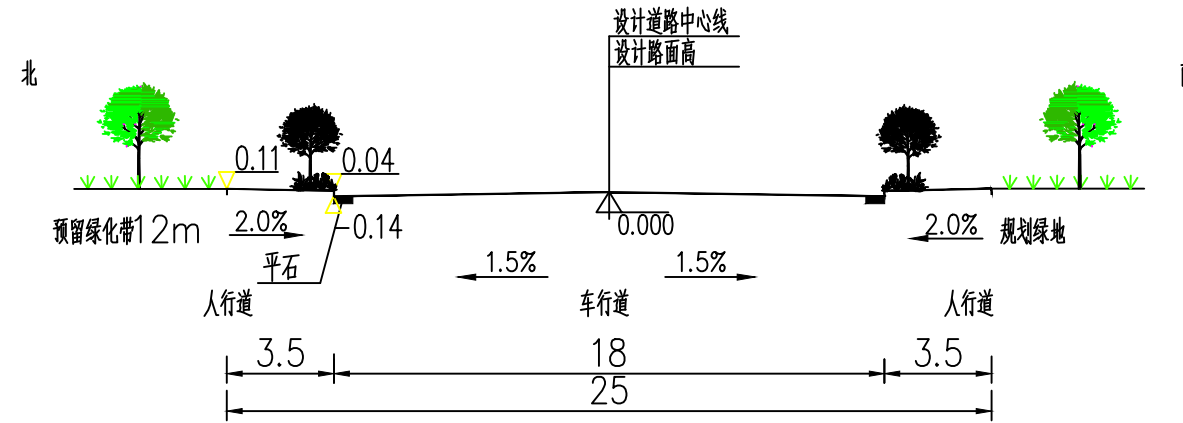 设计道路中心线
设计路面高
北
0.11
0.04
预留绿化带12m
2.0%
-0.14
0.000
2.0%
规划绿地
平石
1.5%
1.5%
人行道
车行道
人行道
3.5
18
3.5
25